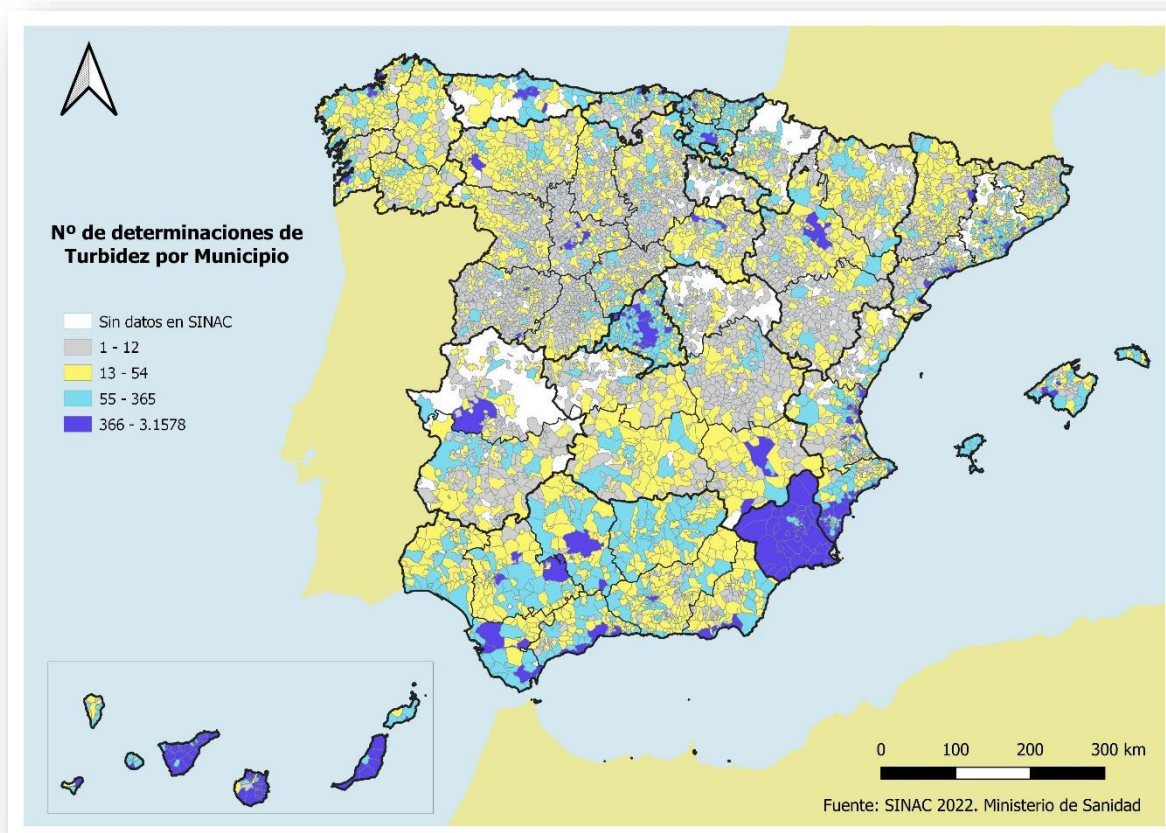 Nº de determinaciones de
Turbidez por Municipio
Sin datos en SINAC
1 - 12
13 - 54
55 - 365
366 - 3.1578
0 100 200 300 km
Fuente: SINAC 2022. Ministerio de Sanidad